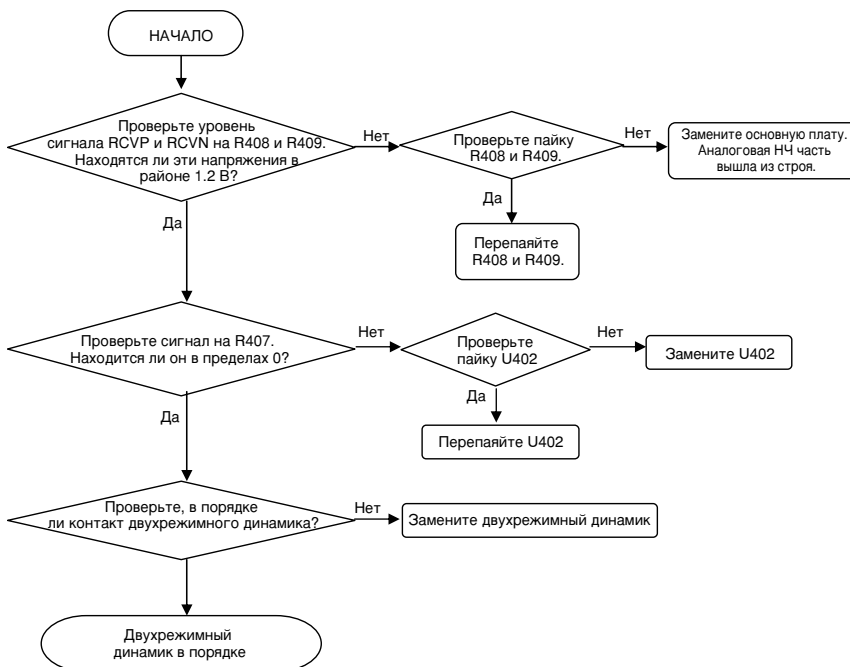 НАЧАЛО
Проверьте уровень
сигнала RCVP и RCVN на R408 и R409.
Находятся ли эти напряжения в
районе 1.2 В?
Нет
Проверьте пайку
R408 и R409.
Нет
Замените основную плату.
Аналоговая НЧ часть
вышла из строя.
Да
Перепаяйте
R408 и R409.
Да
Проверьте сигнал на R407.
Находится ли он в пределах 0?
Нет
Проверьте
пайку U402
Нет
Замените U402
Да
Перепаяйте U402
Да
Проверьте, в порядке
ли контакт двухрежимного динамика?
Нет
Замените двухрежимный динамик
Двухрежимный
динамик в порядке